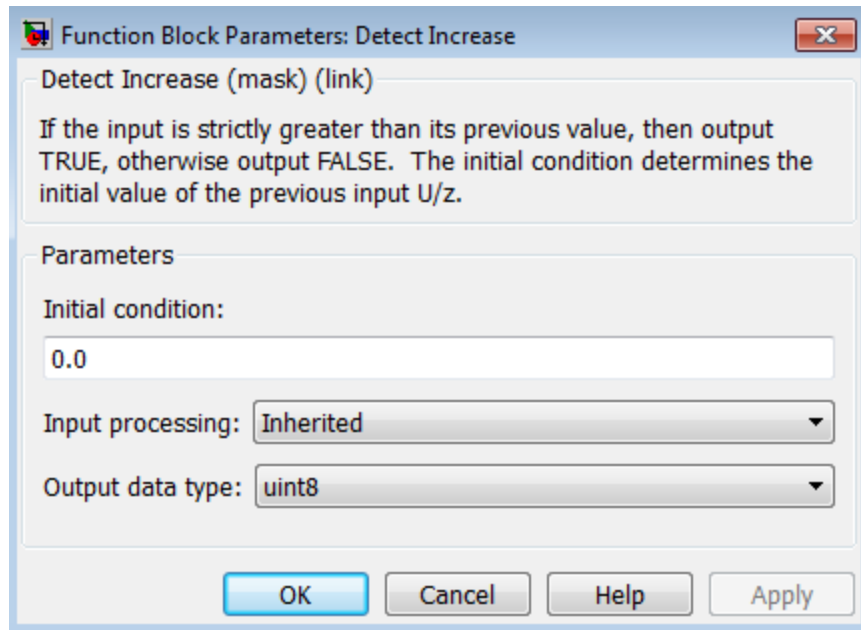 Function Block Parameters: Detect Increase
Detect Increase (mask) (link)
If the input is strictly greater than its previous value, then output
TRUE, otherwise output FALSE.  The initial condition determines the
initial value of the previous input U/z.
Parameters
Initial condition:
0.0
Input processing: Inherited
Output data type: uint8
OK Cancel Help Apply